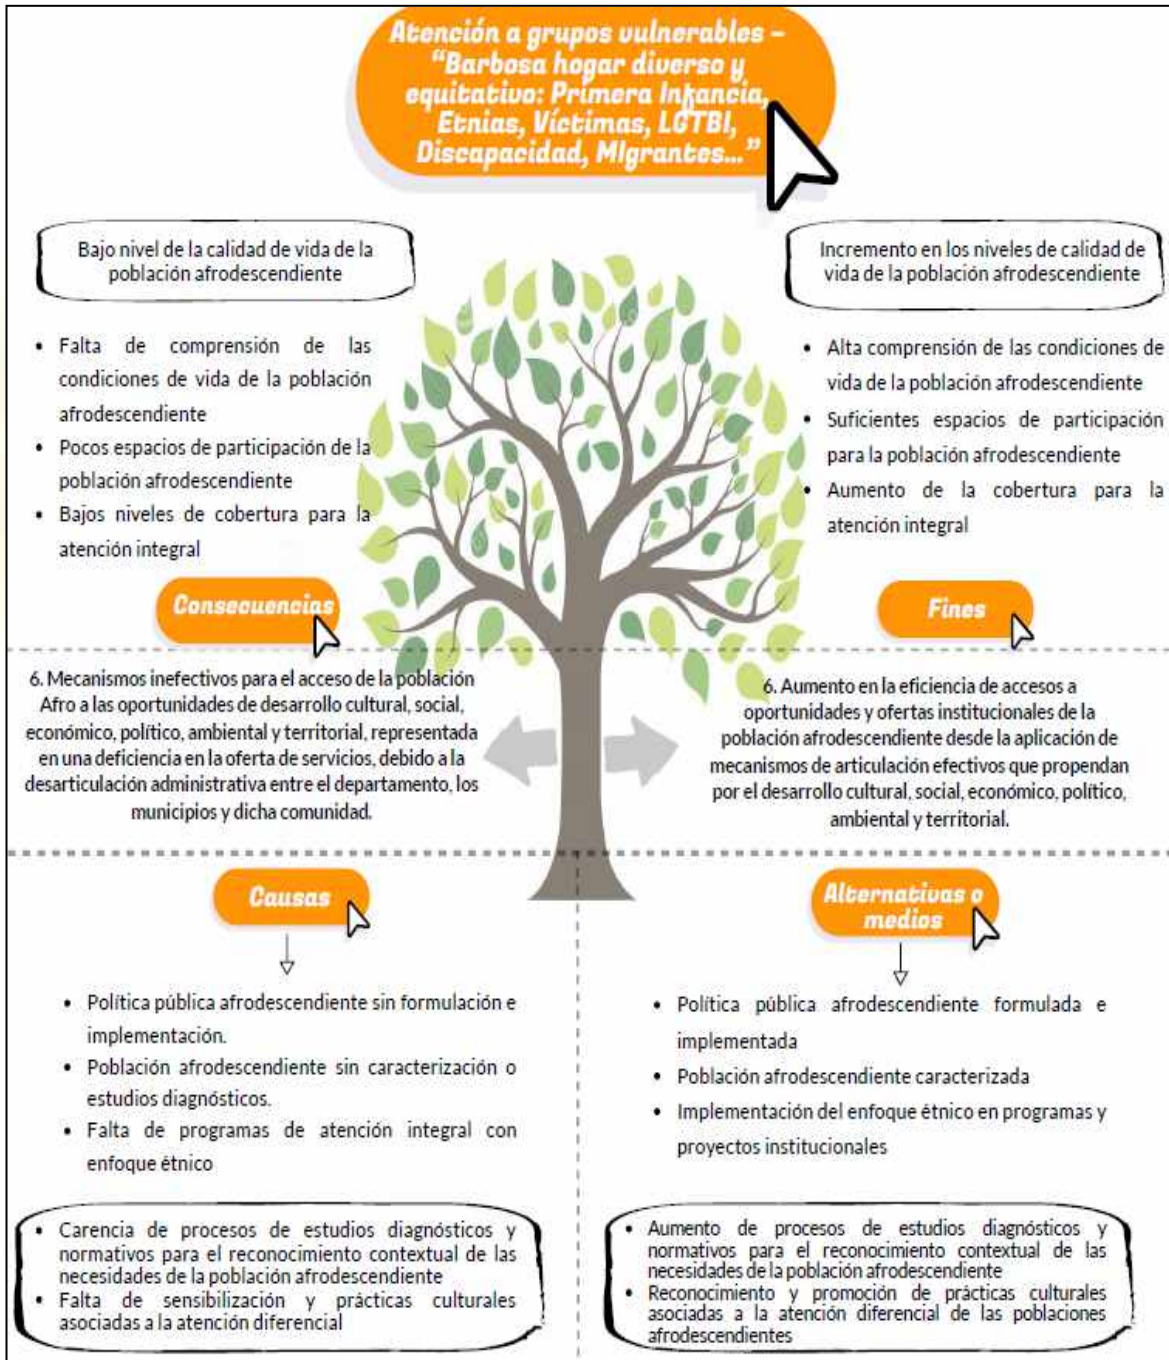 Atención a grupos vulnerables –
“Barbosa hogar diverso y
equitativo: Primera Infancia,
Etnias, Víctimas, LGTBI,
Discapacidad, MIgrantes...”
Bajo nivel de la calidad de vida de la
población afrodescendiente
• Falta de comprensión de las
condiciones de vida de la población
afrodescendiente
• Pocos espacios de participación de la
población afrodescendiente
• Bajos niveles de cobertura para la
atención integral
Consecuencias
Incremento en los niveles de calidad de
vida de la población afrodescendiente
• Alta comprensión de las condiciones de
vida de la población afrodescendiente
• Suficientes espacios de participación
para la población afrodescendiente
• Aumento de la cobertura para la
atención integral
Fines
6. Mecanismos inefectivos para el acceso de la población
Afro a las oportunidades de desarrollo cultural, social,
económico, político, ambiental y territorial, representada
en una deficiencia en la oferta de servicios, debido a la
desarticulación administrativa entre el departamento, los
municipios y dicha comunidad.
6. Aumento en la eficiencia de accesos a
oportunidades y ofertas institucionales de la
población afrodescendiente desde la aplicación de
mecanismos de articulación efectivos que propendan
por el desarrollo cultural, social, económico, político,
ambiental y territorial.
Causas
• Política pública afrodescendiente sin formulación e
implementación.
• Población afrodescendiente sin caracterización o
estudios diagnósticos.
• Falta de programas de atención integral con
enfoque étnico
• Carencia de procesos de estudios diagnósticos y
normativos para el reconocimiento contextual de las
necesidades de la población afrodescendiente
• Falta de sensibilización y prácticas culturales
asociadas a la atención diferencial
Alternativas o
medios
• Política pública afrodescendiente formulada e
implementada
• Población afrodescendiente caracterizada
• Implementación del enfoque étnico en programas y
proyectos institucionales
• Aumento de procesos de estudios diagnósticos y
normativos para el reconocimiento contextual de las
necesidades de la población afrodescendiente
• Reconocimiento y promoción de prácticas culturales
asociadas a la atención diferencial de las poblaciones
afrodescendientes